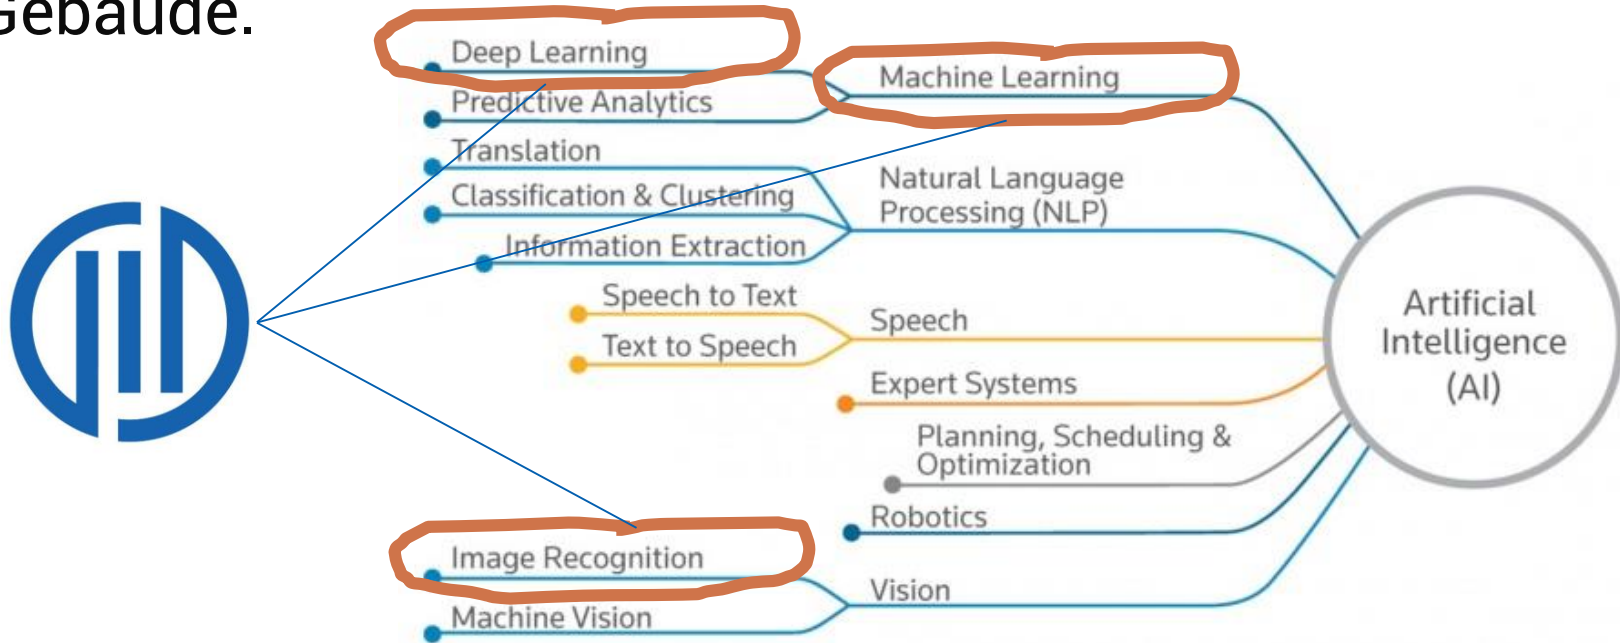 Gebäude.
Deep Learning
Machine Learning
Predictive Analytics
Translation
Natural Language
Processing (NLP)
Classification & Clustering
Information Extraction
Speech to Text
Speech
Text to Speech
Expert Systems
Planning, Scheduling &
Optimization
Robotics
Image Recognition
Vision
Machine Vision
Artificial
Intelligence
(AI)